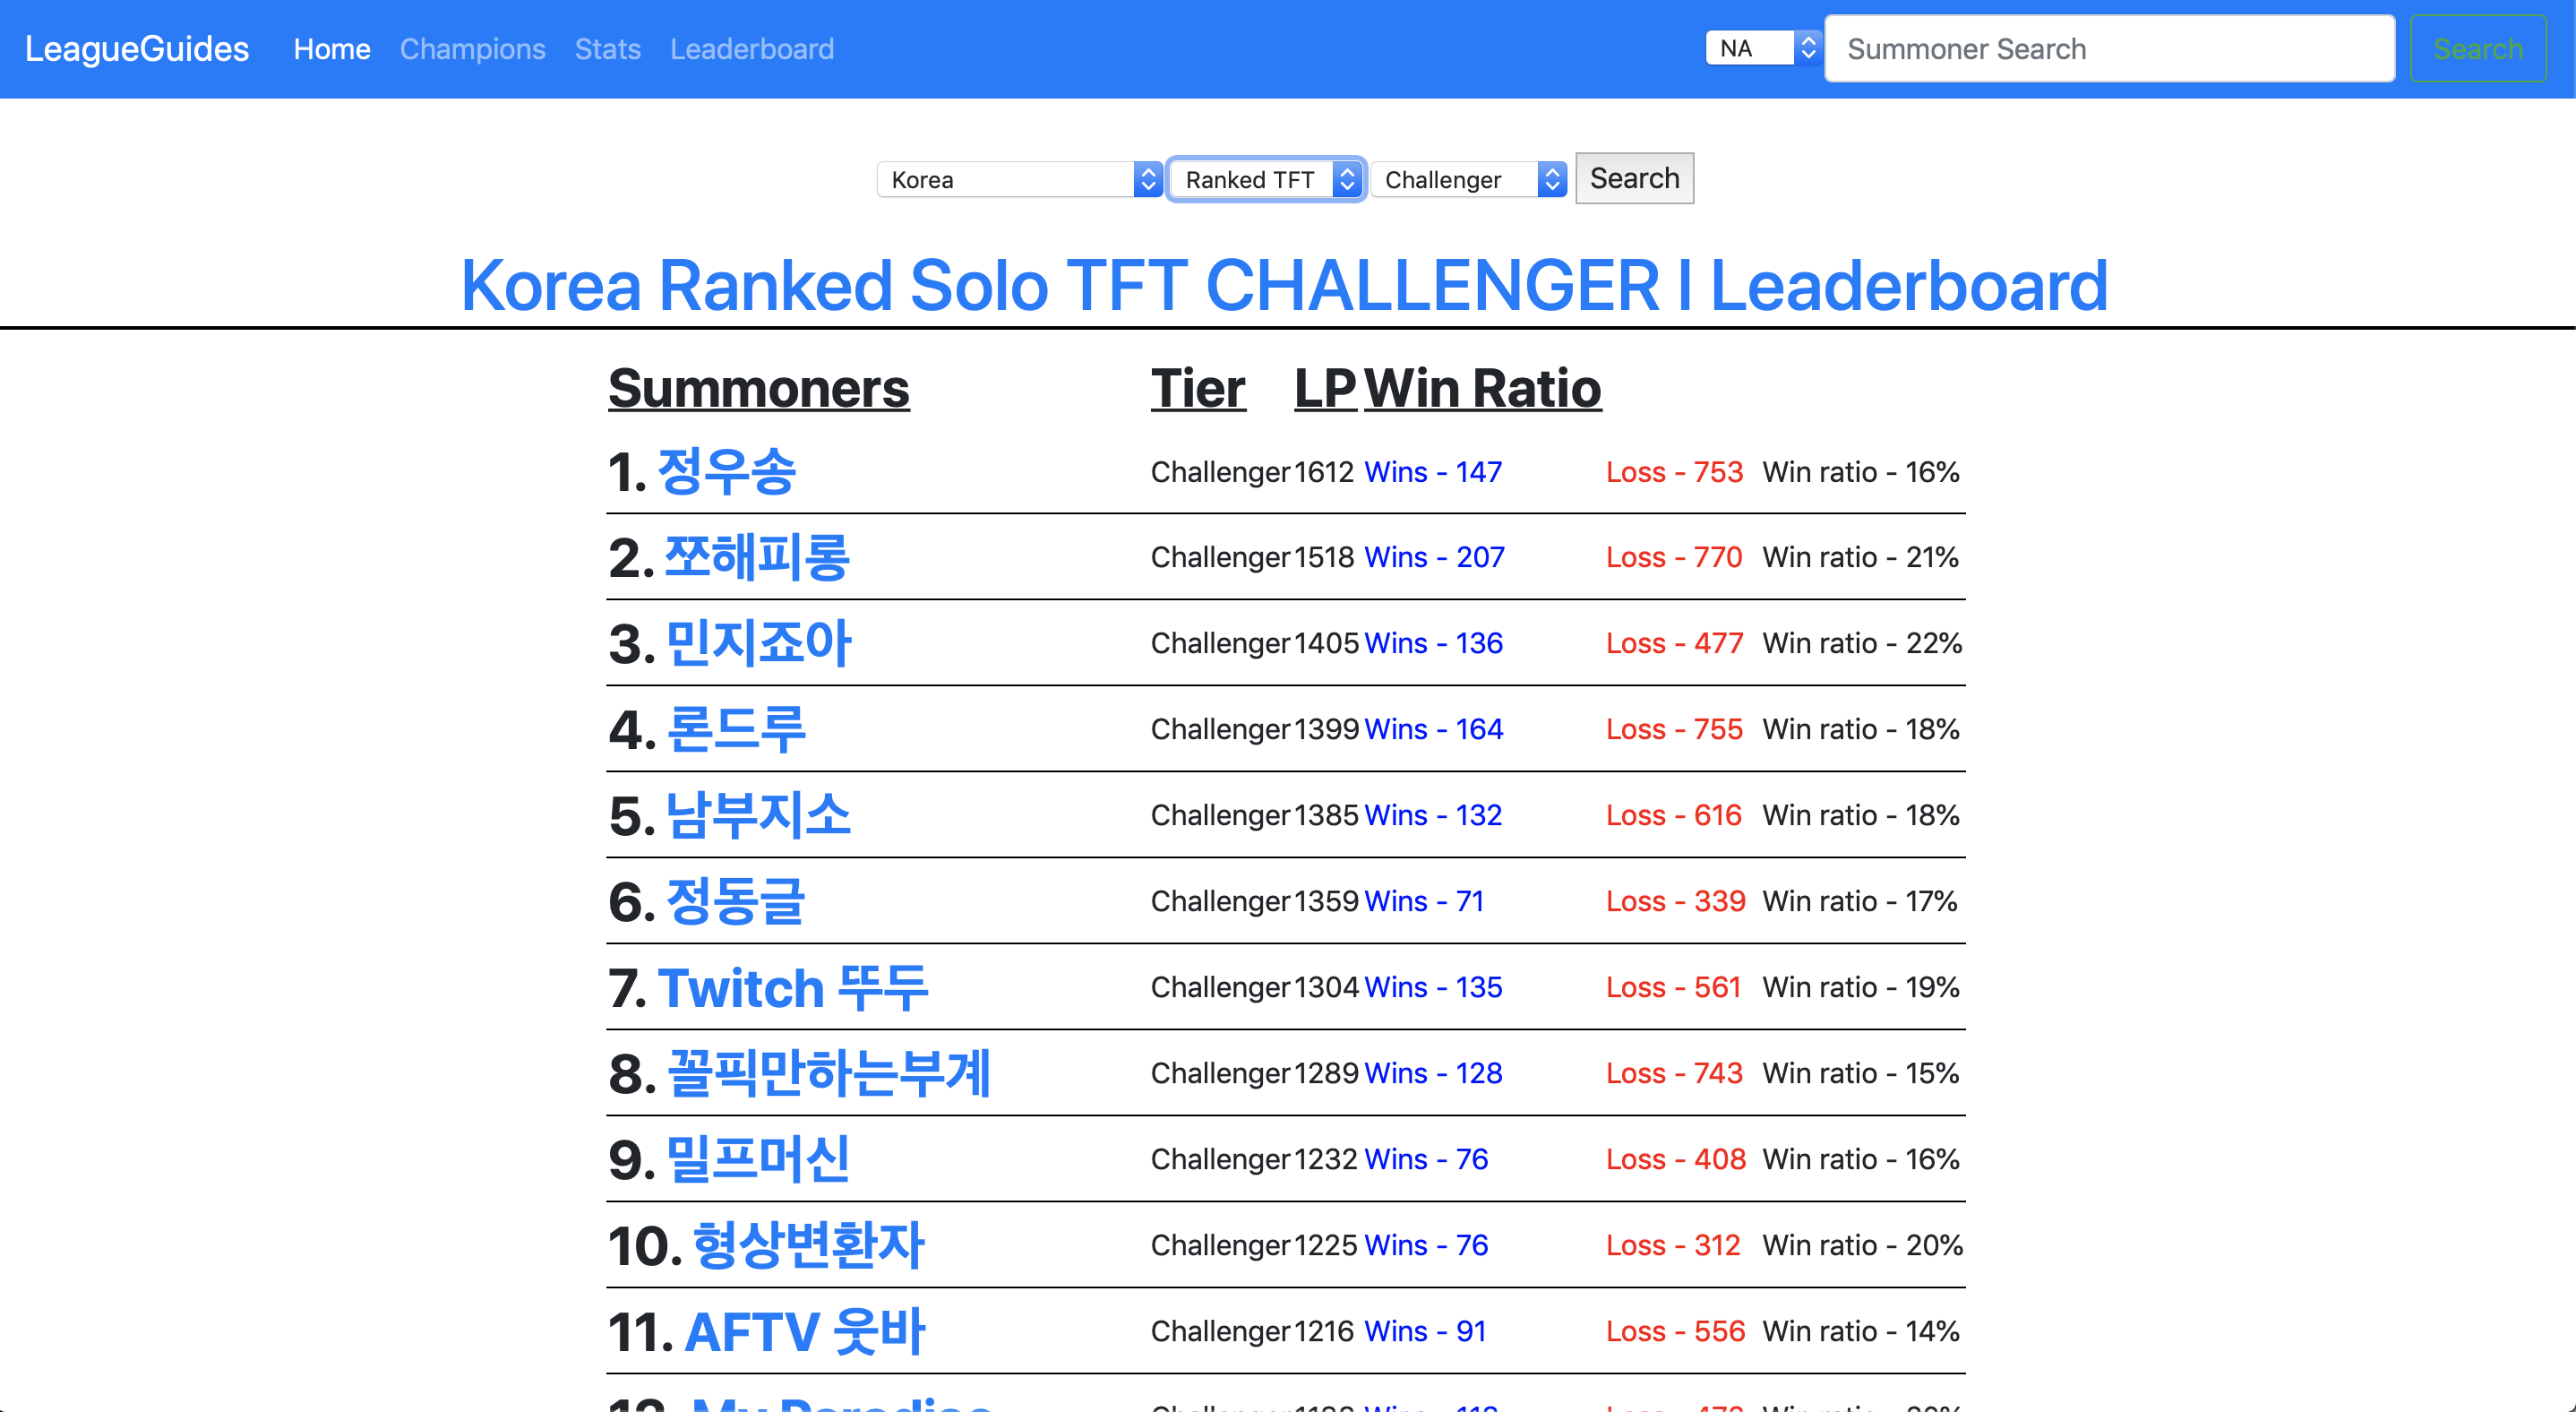 LeagueGuides Home Champions Stats Leaderboard NA Summoner Search Search
Korea Ranked TFT Challenger Search
Korea Ranked Solo TFT CHALLENGER I Leaderboard
Summoners Tier LP Win Ratio
1. 정우송 Challenger 1612 Wins - 147 Loss - 753 Win ratio - 16%
2. 쪼해피롱 Challenger 1518 Wins - 207 Loss - 770 Win ratio - 21%
3. 민지죠아 Challenger 1405 Wins - 136 Loss - 477 Win ratio - 22%
4. 론드루 Challenger 1399 Wins - 164 Loss - 755 Win ratio - 18%
5. 남부지소 Challenger 1385 Wins - 132 Loss - 616 Win ratio - 18%
6. 정동글 Challenger 1359 Wins - 71 Loss - 339 Win ratio - 17%
7. Twitch 뚜두 Challenger 1304 Wins - 135 Loss - 561 Win ratio - 19%
8. 꼴픽만하는부계 Challenger 1289 Wins - 128 Loss - 743 Win ratio - 15%
9. 밀프머신 Challenger 1232 Wins - 76 Loss - 408 Win ratio - 16%
10. 형상변환자 Challenger 1225 Wins - 76 Loss - 312 Win ratio - 20%
11. AFTV 웃바 Challenger 1216 Wins - 91 Loss - 556 Win ratio - 14%
12. My Paradise Challenger